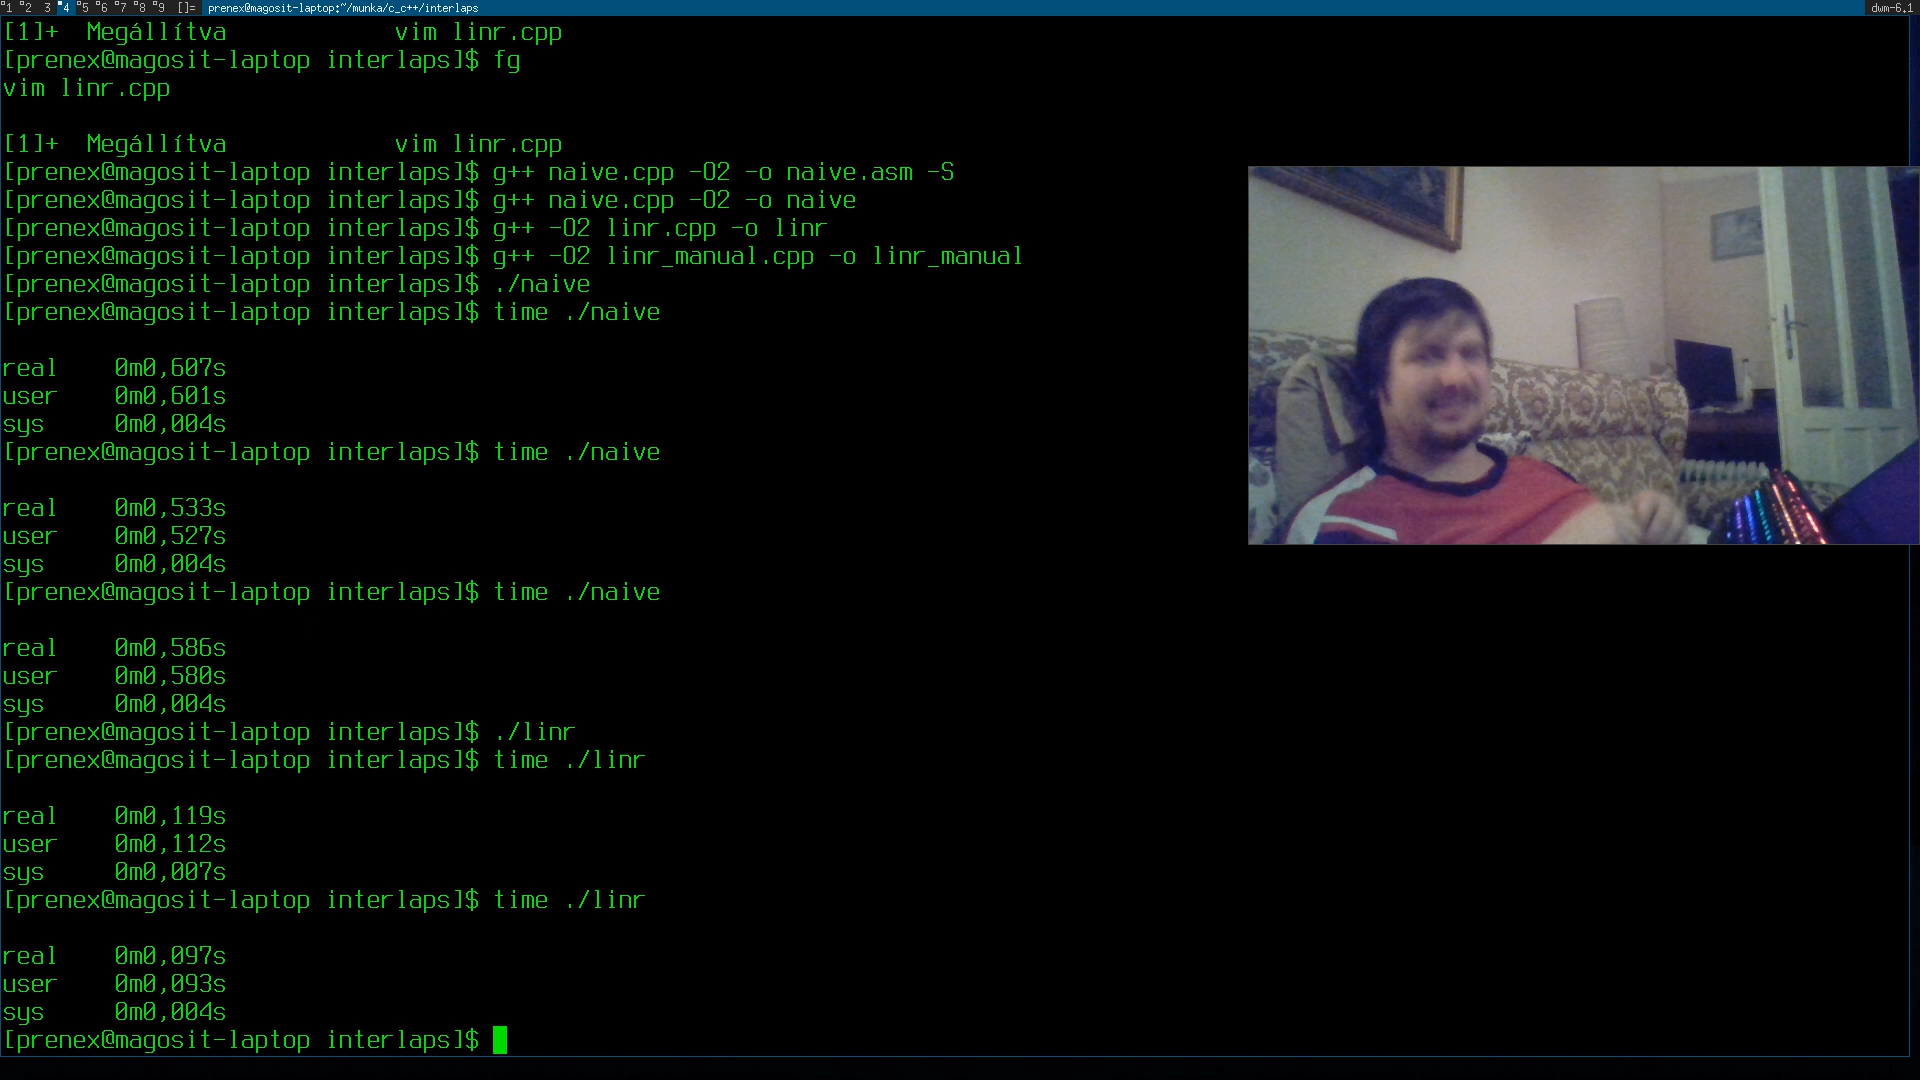 1 2 3 4 5 6 7 8 9 []= prenex@magosit-laptop:~/munka/c_c++/interlaps dwm-6.1
[1]+ Megállítva vim linr.cpp
[prenex@magosit-laptop interlaps]$ fg
vim linr.cpp
[1]+ Megállítva vim linr.cpp
[prenex@magosit-laptop interlaps]$ g++ naive.cpp -O2 -o naive.asm -S
[prenex@magosit-laptop interlaps]$ g++ naive.cpp -O2 -o naive
[prenex@magosit-laptop interlaps]$ g++ -O2 linr.cpp -o linr
[prenex@magosit-laptop interlaps]$ g++ -O2 linr_manual.cpp -o linr_manual
[prenex@magosit-laptop interlaps]$ ./naive
[prenex@magosit-laptop interlaps]$ time ./naive
real 0m0,607s
user 0m0,601s
sys 0m0,004s
[prenex@magosit-laptop interlaps]$ time ./naive
real 0m0,533s
user 0m0,527s
sys 0m0,004s
[prenex@magosit-laptop interlaps]$ time ./naive
real 0m0,586s
user 0m0,580s
sys 0m0,004s
[prenex@magosit-laptop interlaps]$ ./linr
[prenex@magosit-laptop interlaps]$ time ./linr
real 0m0,119s
user 0m0,112s
sys 0m0,007s
[prenex@magosit-laptop interlaps]$ time ./linr
real 0m0,097s
user 0m0,093s
sys 0m0,004s
[prenex@magosit-laptop interlaps]$